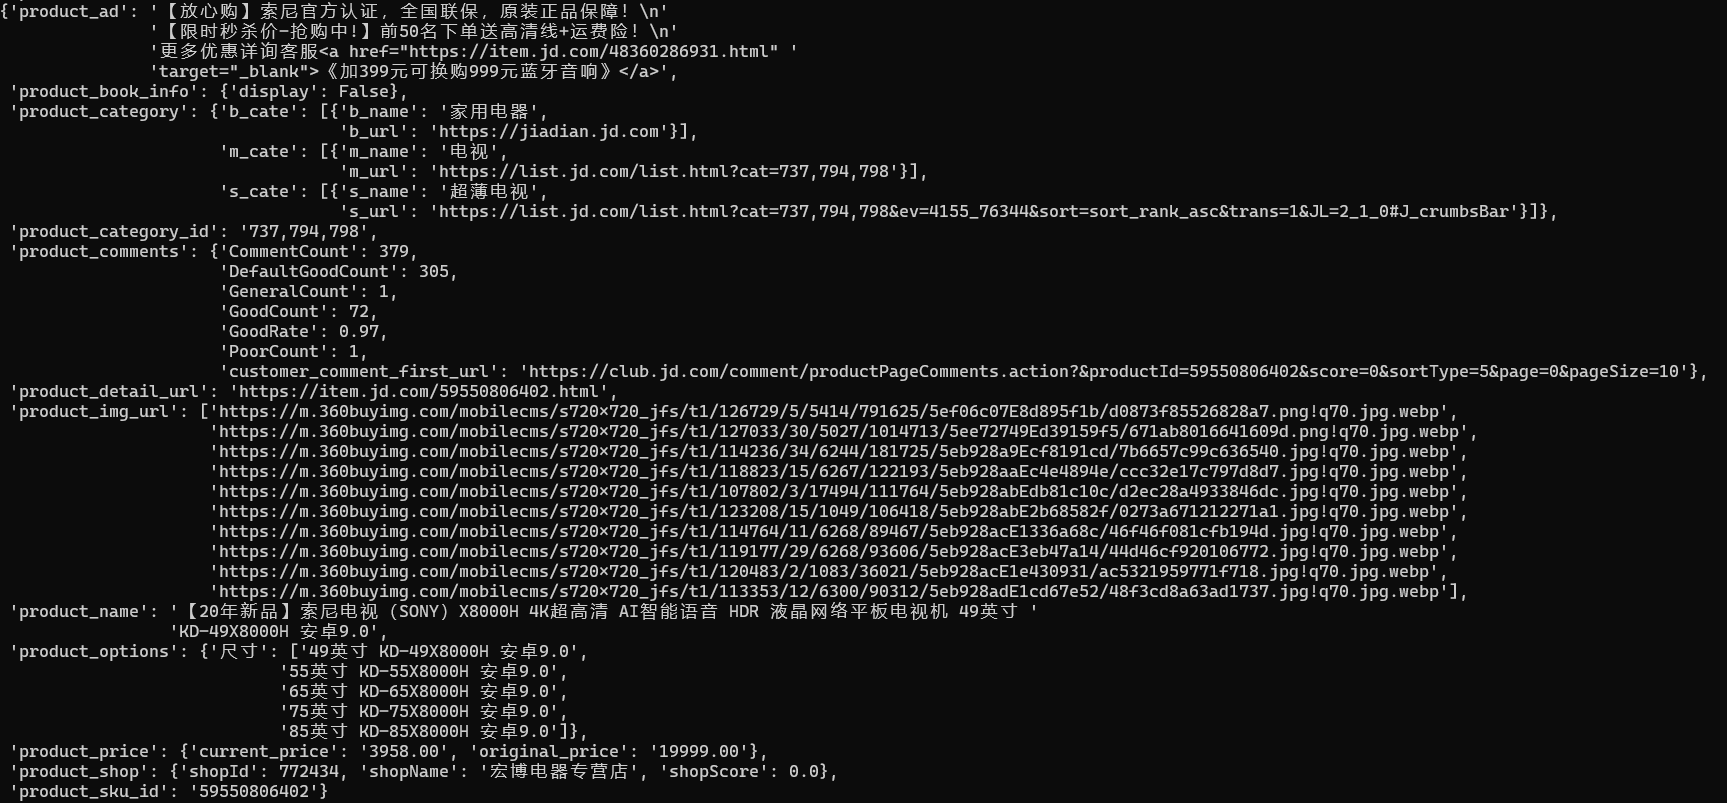 {'product_ad': '【放心购】索尼官方认证，全国联保，原装正品保障！\n'
'【限时秒杀价-抢购中!】前50名下单送高清线+运费险！\n'
'更多优惠详询客服<a href="https://item.jd.com/48360286931.html" '
'target="_blank">《加399元可换购999元蓝牙音响》</a>',
'product_book_info': {'display': False},
'product_category': {'b_cate': [{'b_name': '家用电器',
'b_url': 'https://jiadian.jd.com'}],
'm_cate': [{'m_name': '电视',
'm_url': 'https://list.jd.com/list.html?cat=737,794,798'}],
's_cate': [{'s_name': '超薄电视',
's_url': 'https://list.jd.com/list.html?cat=737,794,798&ev=4155_76344&sort=sort_rank_asc&trans=1&JL=2_1_0#J_crumbsBar'}]},
'product_category_id': '737,794,798',
'product_comments': {'CommentCount': 379,
'DefaultGoodCount': 305,
'GeneralCount': 1,
'GoodCount': 72,
'GoodRate': 0.97,
'PoorCount': 1,
'customer_comment_first_url': 'https://club.jd.com/comment/productPageComments.action?&productId=59550806402&score=0&sortType=5&page=0&pageSize=10'},
'product_detail_url': 'https://item.jd.com/59550806402.html',
'product_img_url': ['https://m.360buyimg.com/mobilecms/s720x720_jfs/t1/126729/5/5414/791625/5ef06c07E8d895f1b/d0873f85526828a7.png!q70.jpg.webp',
'https://m.360buyimg.com/mobilecms/s720x720_jfs/t1/127033/30/5027/1014713/5ee72749Ed39159f5/671ab8016641609d.png!q70.jpg.webp',
'https://m.360buyimg.com/mobilecms/s720x720_jfs/t1/114236/34/6244/181725/5eb928a9Ecf8191cd/7b6657c99c636540.jpg!q70.jpg.webp',
'https://m.360buyimg.com/mobilecms/s720x720_jfs/t1/118823/15/6267/122193/5eb928aaEc4e4894e/ccc32e17c797d8d7.jpg!q70.jpg.webp',
'https://m.360buyimg.com/mobilecms/s720x720_jfs/t1/107802/3/17494/111764/5eb928abEdb81c10c/d2ec28a4933846dc.jpg!q70.jpg.webp',
'https://m.360buyimg.com/mobilecms/s720x720_jfs/t1/123208/15/1049/106418/5eb928abE2b68582f/0273a671212271a1.jpg!q70.jpg.webp',
'https://m.360buyimg.com/mobilecms/s720x720_jfs/t1/114764/11/6268/89467/5eb928acE1336a68c/46f46f081cfb194d.jpg!q70.jpg.webp',
'https://m.360buyimg.com/mobilecms/s720x720_jfs/t1/119177/29/6268/93606/5eb928acE3eb47a14/44d46cf920106772.jpg!q70.jpg.webp',
'https://m.360buyimg.com/mobilecms/s720x720_jfs/t1/120483/2/1083/36021/5eb928acE1e430931/ac5321959771f718.jpg!q70.jpg.webp',
'https://m.360buyimg.com/mobilecms/s720x720_jfs/t1/113353/12/6300/90312/5eb928adE1cd67e52/48f3cd8a63ad1737.jpg!q70.jpg.webp'],
'product_name': '【20年新品】索尼电视（SONY）X8000H 4K超高清 AI智能语音 HDR 液晶网络平板电视机 49英寸 '
'KD-49X8000H 安卓9.0',
'product_options': {'尺寸': ['49英寸 KD-49X8000H 安卓9.0',
'55英寸 KD-55X8000H 安卓9.0',
'65英寸 KD-65X8000H 安卓9.0',
'75英寸 KD-75X8000H 安卓9.0',
'85英寸 KD-85X8000H 安卓9.0']},
'product_price': {'current_price': '3958.00', 'original_price': '19999.00'},
'product_shop': {'shopId': 772434, 'shopName': '宏博电器专营店', 'shopScore': 0.0},
'product_sku_id': '59550806402'}